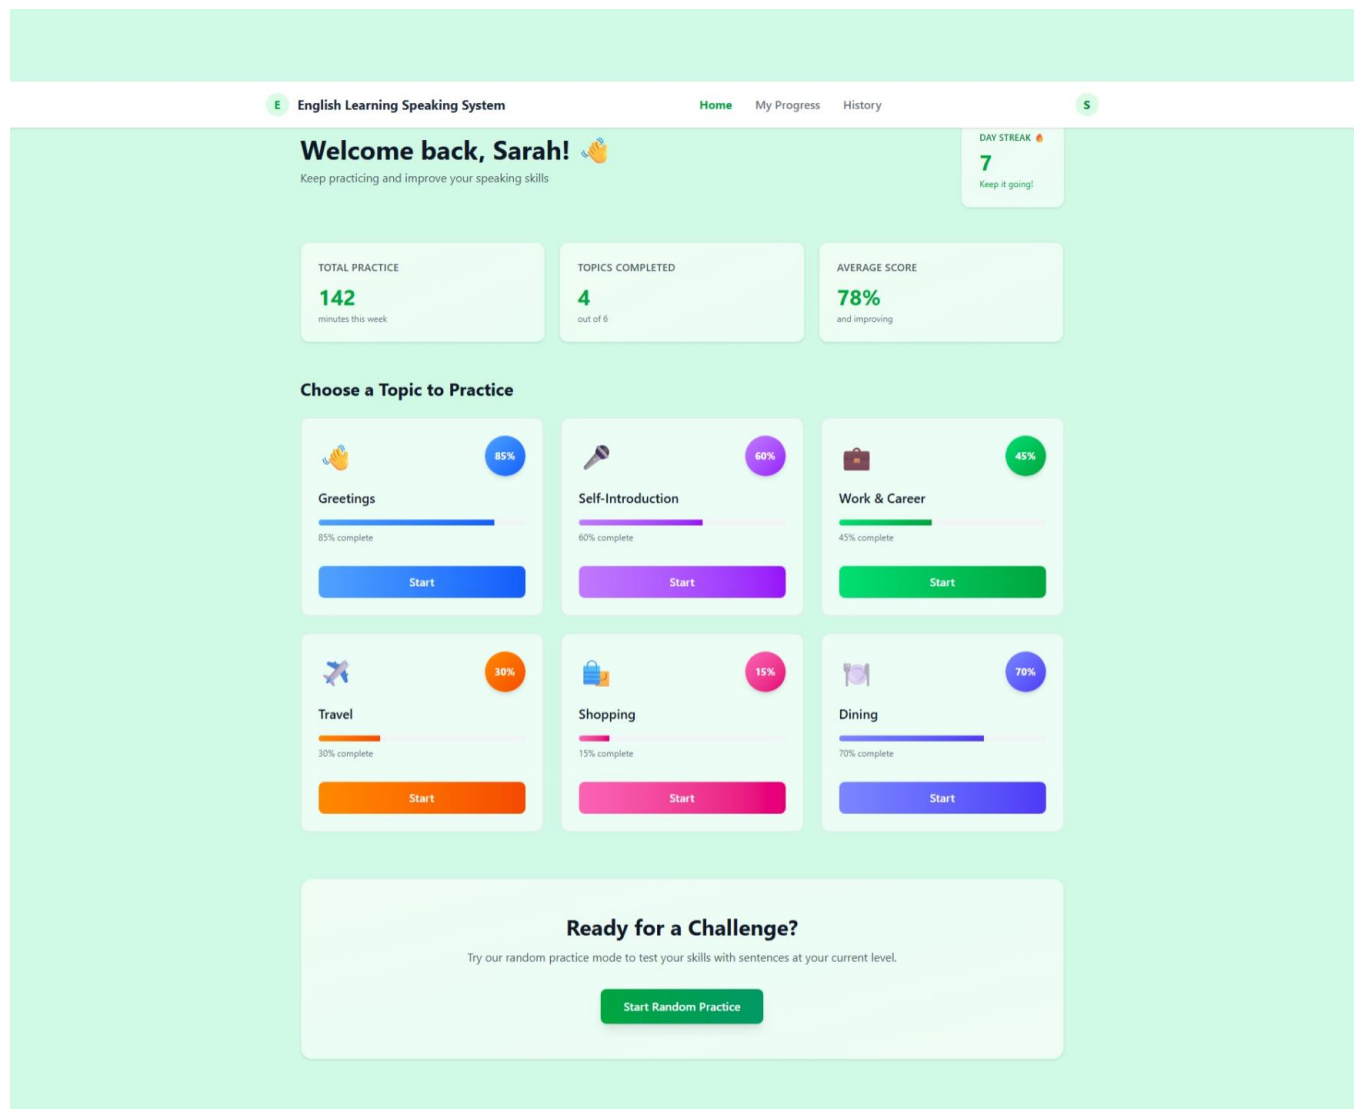 E English Learning Speaking System Home My Progress History S
Welcome back, Sarah!
Keep practicing and improve your speaking skills
DAY STREAK
7
Keep it going!
TOTAL PRACTICE
142
minutes this week
TOPICS COMPLETED
4
out of 6
AVERAGE SCORE
78%
and improving
Choose a Topic to Practice
85%
Greetings
85% complete
Start
60%
Self-Introduction
60% complete
Start
45%
Work & Career
45% complete
Start
30%
Travel
30% complete
Start
15%
Shopping
15% complete
Start
70%
Dining
70% complete
Start
Ready for a Challenge?
Try our random practice mode to test your skills with sentences at your current level.
Start Random Practice